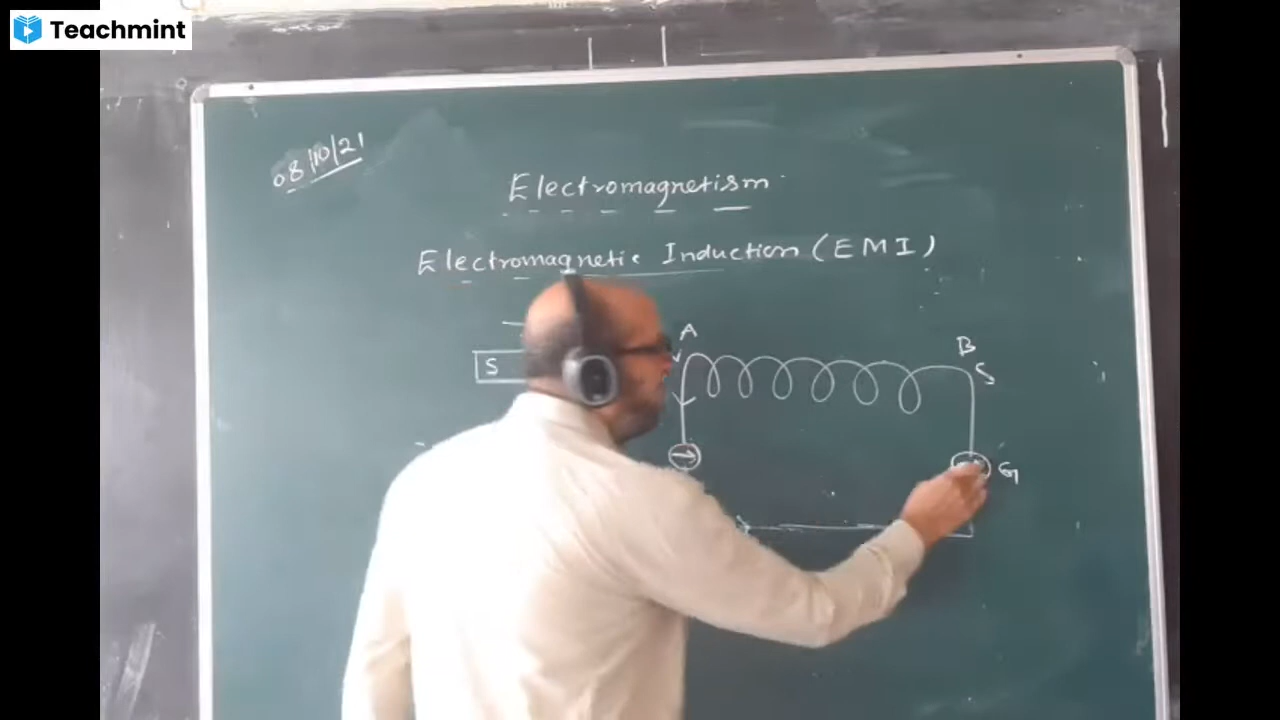 Teachmint
08/10/21
Electromagnetism
Electromagnetic Induction (EMI)
A
B
S
S
G